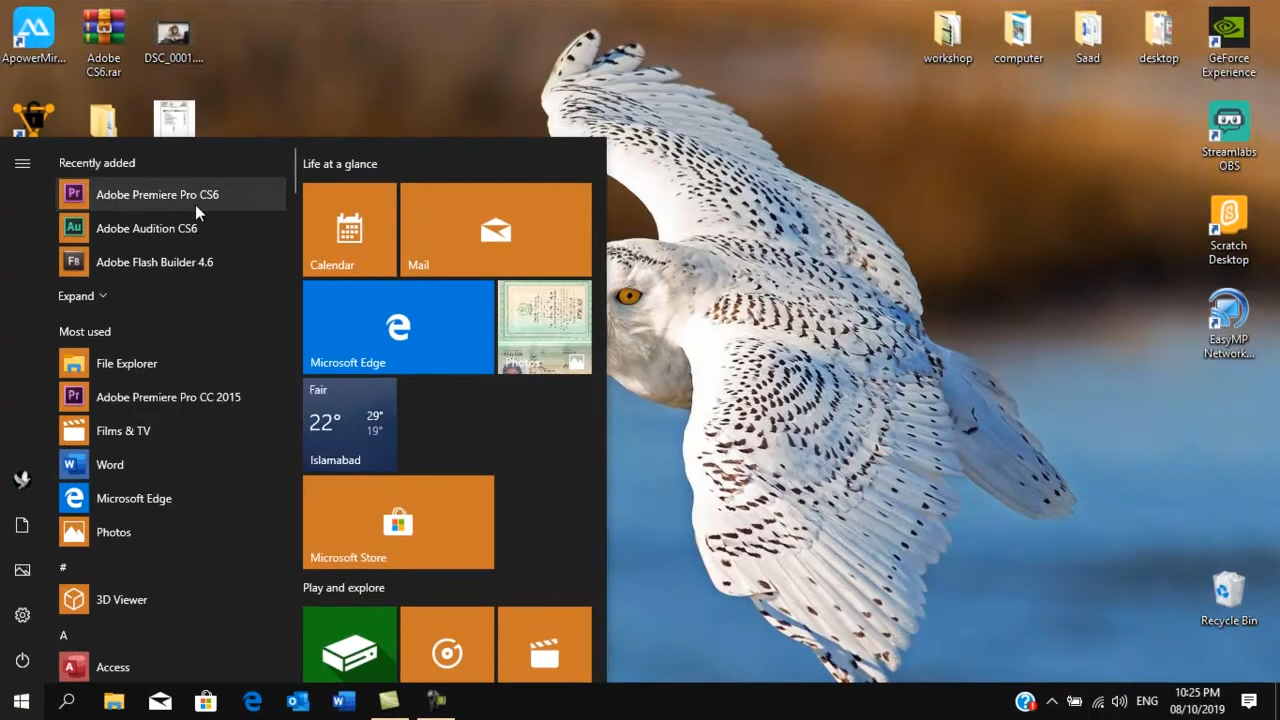 ApowerMir...
Adobe
CS6.rar
DSC_0001....
workshop
computer
Saad
desktop
GeForce
Experience
Streamlabs
OBS
Scratch
Desktop
EasyMP
Network...
Recycle Bin
Recently added
Pr Adobe Premiere Pro CS6
Au Adobe Audition CS6
Fb Adobe Flash Builder 4.6
Expand
Most used
File Explorer
Pr Adobe Premiere Pro CC 2015
Films & TV
Word
Microsoft Edge
Photos
#
3D Viewer
A
Access
Life at a glance
Calendar
Mail
Microsoft Edge
Photos
Fair
22° 29°
19°
Islamabad
Microsoft Store
Play and explore
ENG
10:25 PM
08/10/2019